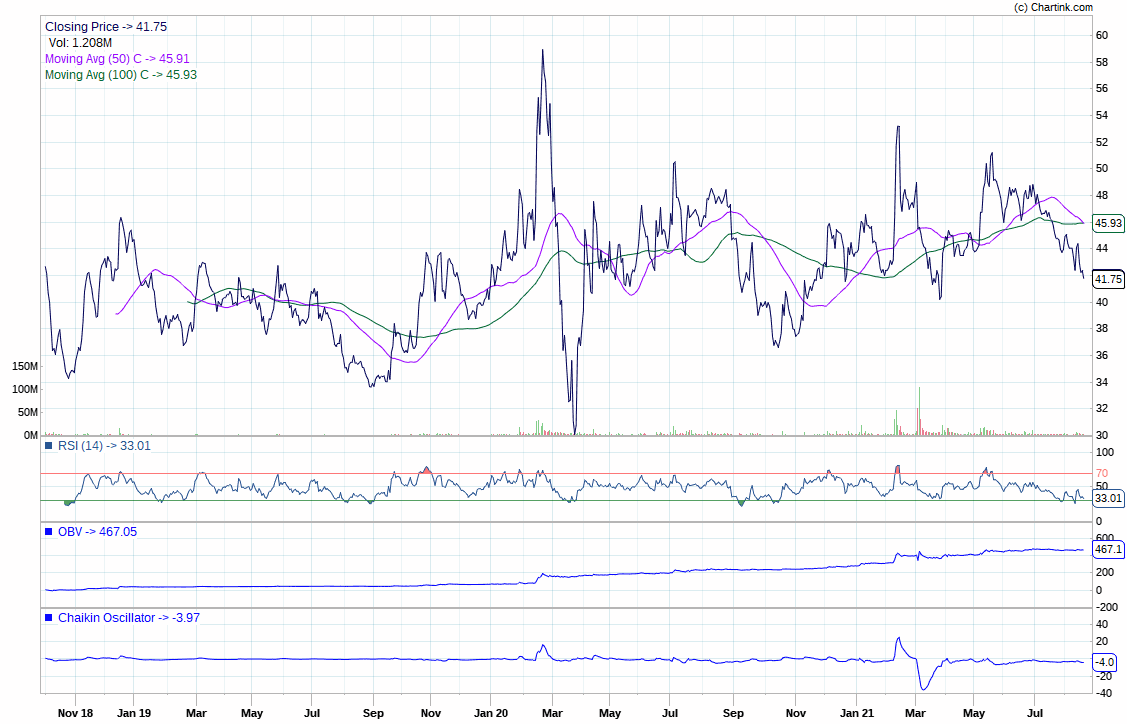 (c) Chartink.com
Closing Price -> 41.75
Vol: 1.208M
Moving Avg (50) C -> 45.91
Moving Avg (100) C -> 45.93
60
58
56
54
52
50
48
45.93
44
41.75
40
38
36
34
32
30
150M
100M
50M
0M
RSI (14) -> 33.01
100
70
50
33.01
0
OBV -> 467.05
600
467.1
200
0
-200
Chaikin Oscillator -> -3.97
40
20
-4.0
-20
-40
Nov 18 Jan 19 Mar May Jul Sep Nov Jan 20 Mar May Jul Sep Nov Jan 21 Mar May Jul